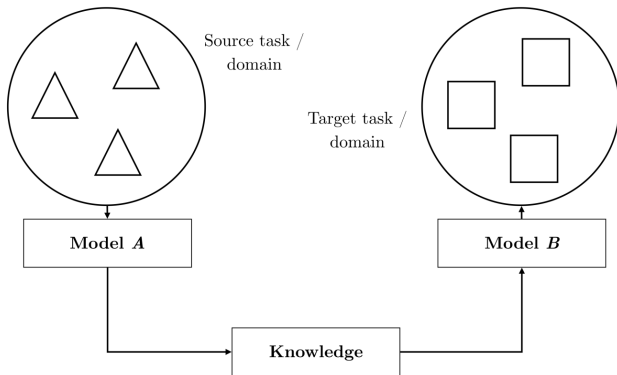 Source task /
domain
Target task /
domain
Model A
Model B
Knowledge